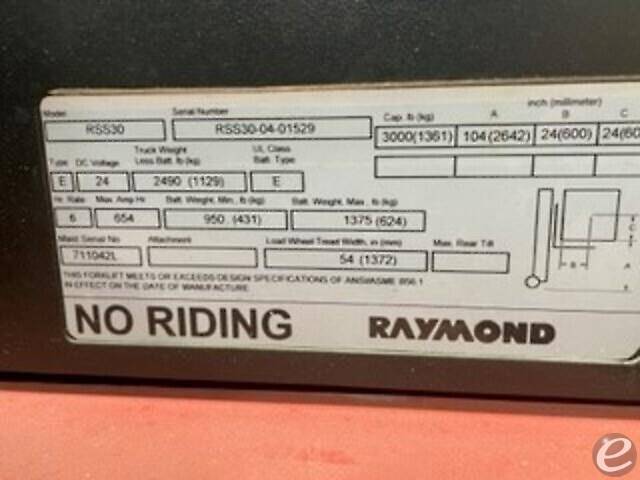 inch (millimeter)
Model Serial Number Cap. lb (kg) A B C
RSS30 RSS30-04-01529 3000(1361) 104(2642) 24(600) 24(60
Type DC Voltage Truck Weight Less Batt. lb (kg) UL Class Batt. Type
E 24 2490 (1129) E
Hr. Rate Max. Amp Hr Batt. Weight, Min., lb (kg) Batt. Weight, Max., lb (kg)
6 654 950 (431) 1375 (624)
Mast Serial No Attachment Load Wheel Tread Width, in (mm) Max. Rear Tilt
711042L 54 (1372)
C
B
A
THIS FORKLIFT MEETS OR EXCEEDS DESIGN SPECIFICATIONS OF ANSI/ASME B56.1
IN EFFECT ON THE DATE OF MANUFACTURE.
NO RIDING RAYMOND
e